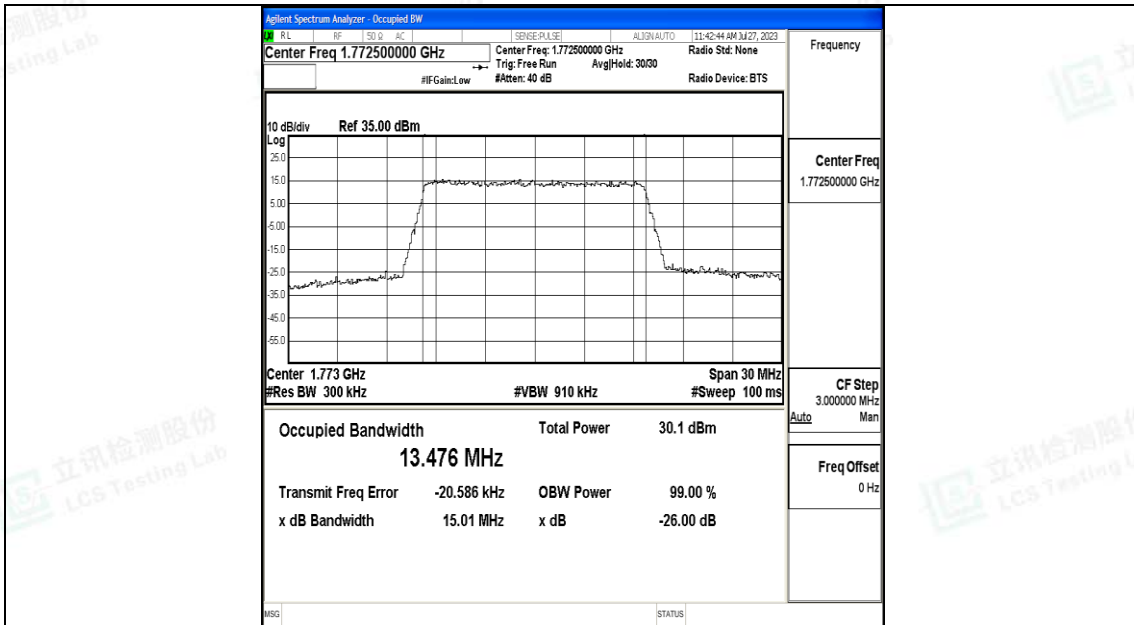 Agilent Spectrum Analyzer - Occupied BW
RL RF 50 Ω AC SENSE:PULSE ALIGN AUTO 11:42:44 AM Jul 27, 2023
Center Freq 1.772500000 GHz
Center Freq: 1.772500000 GHz Radio Std: None
Trig: Free Run Avg|Hold: 30/30
#IFGain:Low #Atten: 40 dB Radio Device: BTS
Frequency
10 dB/div Ref 35.00 dBm
Log
25.0
15.0
5.00
-5.00
-15.0
-25.0
-35.0
-45.0
-55.0
Center 1.773 GHz Span 30 MHz
#Res BW 300 kHz #VBW 910 kHz #Sweep 100 ms
Center Freq
1.772500000 GHz
CF Step
3.000000 MHz
Auto Man
Freq Offset
0 Hz
Occupied Bandwidth Total Power 30.1 dBm
13.476 MHz
Transmit Freq Error -20.586 kHz OBW Power 99.00 %
x dB Bandwidth 15.01 MHz x dB -26.00 dB
MSG STATUS
测股份
sting Lab
立讯检测股份
LCS Testing Lab
立讯检测股份
LCS Testing